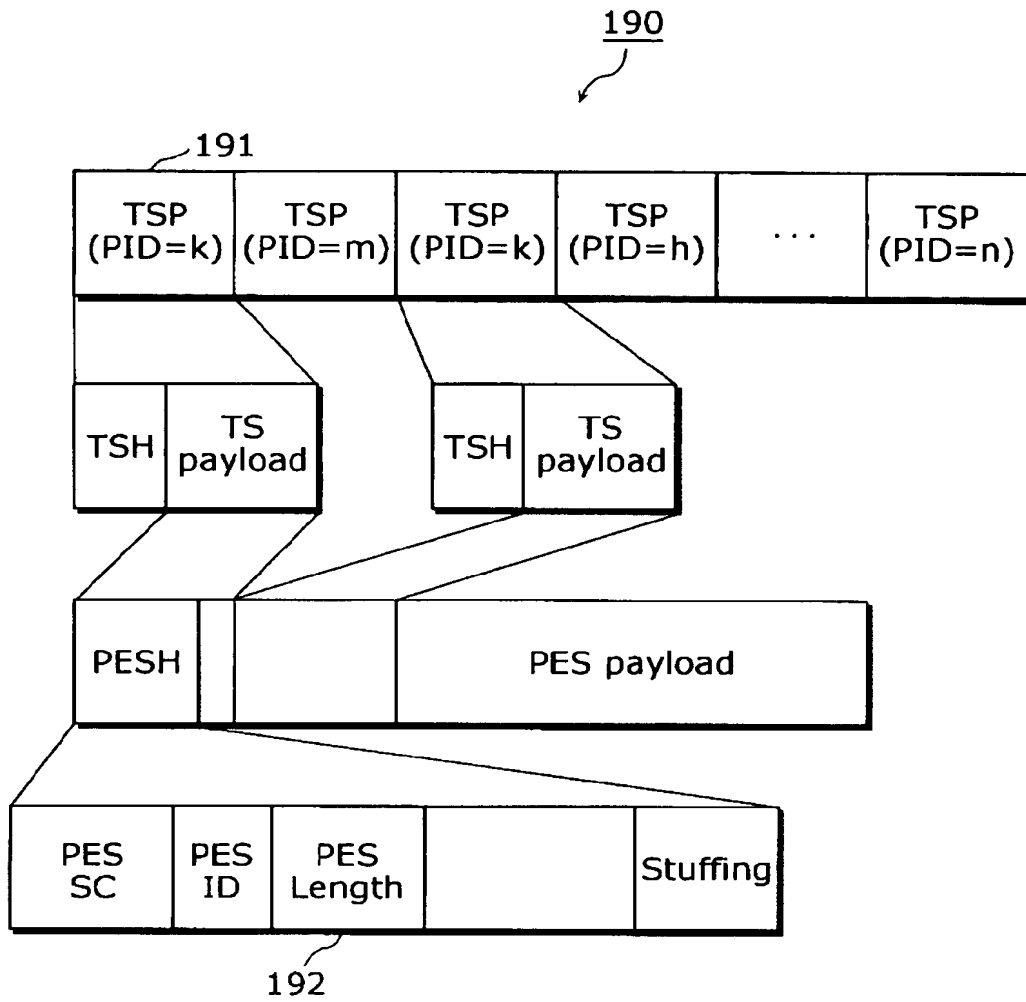 190
191
TSP (PID=k)
TSP (PID=m)
TSP (PID=k)
TSP (PID=h)
...
TSP (PID=n)
TSH
TS payload
TSH
TS payload
PESH
PES payload
PES SC
PES ID
PES Length
Stuffing
192